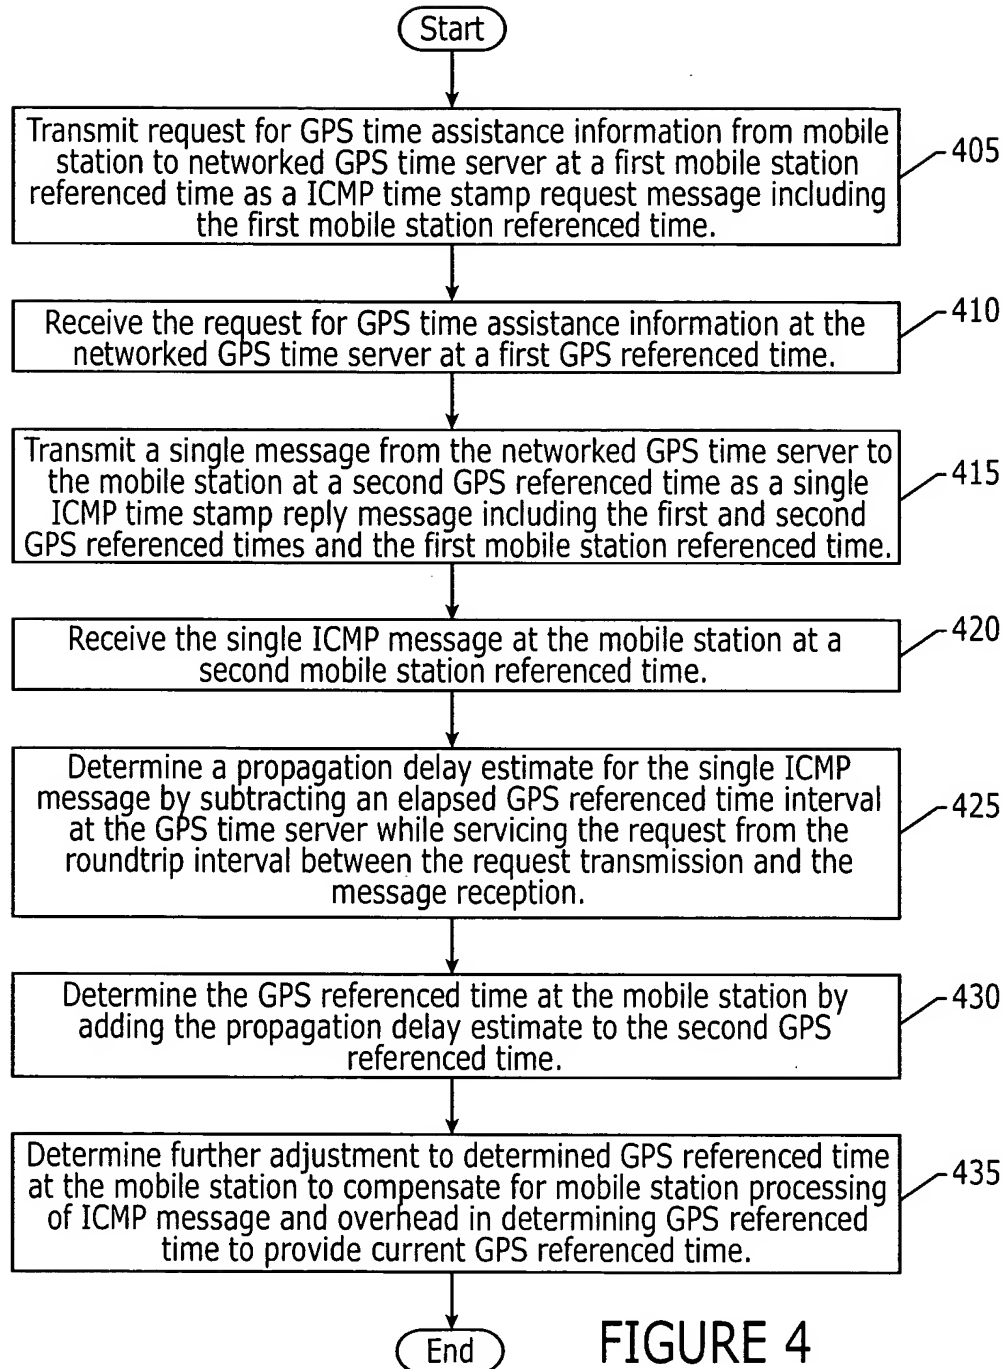 Start
Transmit request for GPS time assistance information from mobile
station to networked GPS time server at a first mobile station
referenced time as a ICMP time stamp request message including
the first mobile station referenced time.
405
Receive the request for GPS time assistance information at the
networked GPS time server at a first GPS referenced time.
410
Transmit a single message from the networked GPS time server to
the mobile station at a second GPS referenced time as a single
ICMP time stamp reply message including the first and second
GPS referenced times and the first mobile station referenced time.
415
Receive the single ICMP message at the mobile station at a
second mobile station referenced time.
420
Determine a propagation delay estimate for the single ICMP
message by subtracting an elapsed GPS referenced time interval
at the GPS time server while servicing the request from the
roundtrip interval between the request transmission and the
message reception.
425
Determine the GPS referenced time at the mobile station by
adding the propagation delay estimate to the second GPS
referenced time.
430
Determine further adjustment to determined GPS referenced time
at the mobile station to compensate for mobile station processing
of ICMP message and overhead in determining GPS referenced
time to provide current GPS referenced time.
435
End
FIGURE 4